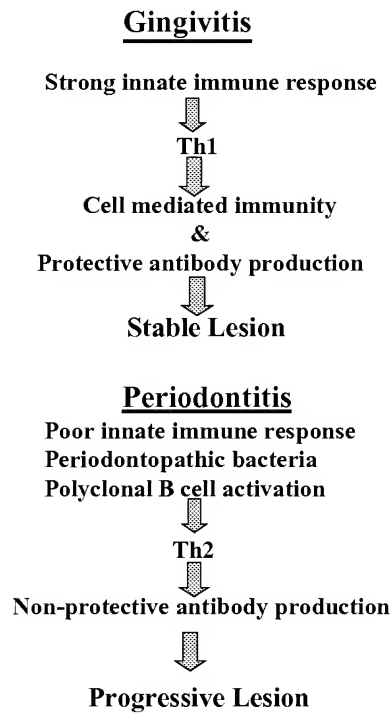 Gingivitis
Strong innate immune response
Th1
Cell mediated immunity
&
Protective antibody production
Stable Lesion
Periodontitis
Poor innate immune response
Periodontopathic bacteria
Polyclonal B cell activation
Th2
Non-protective antibody production
Progressive Lesion